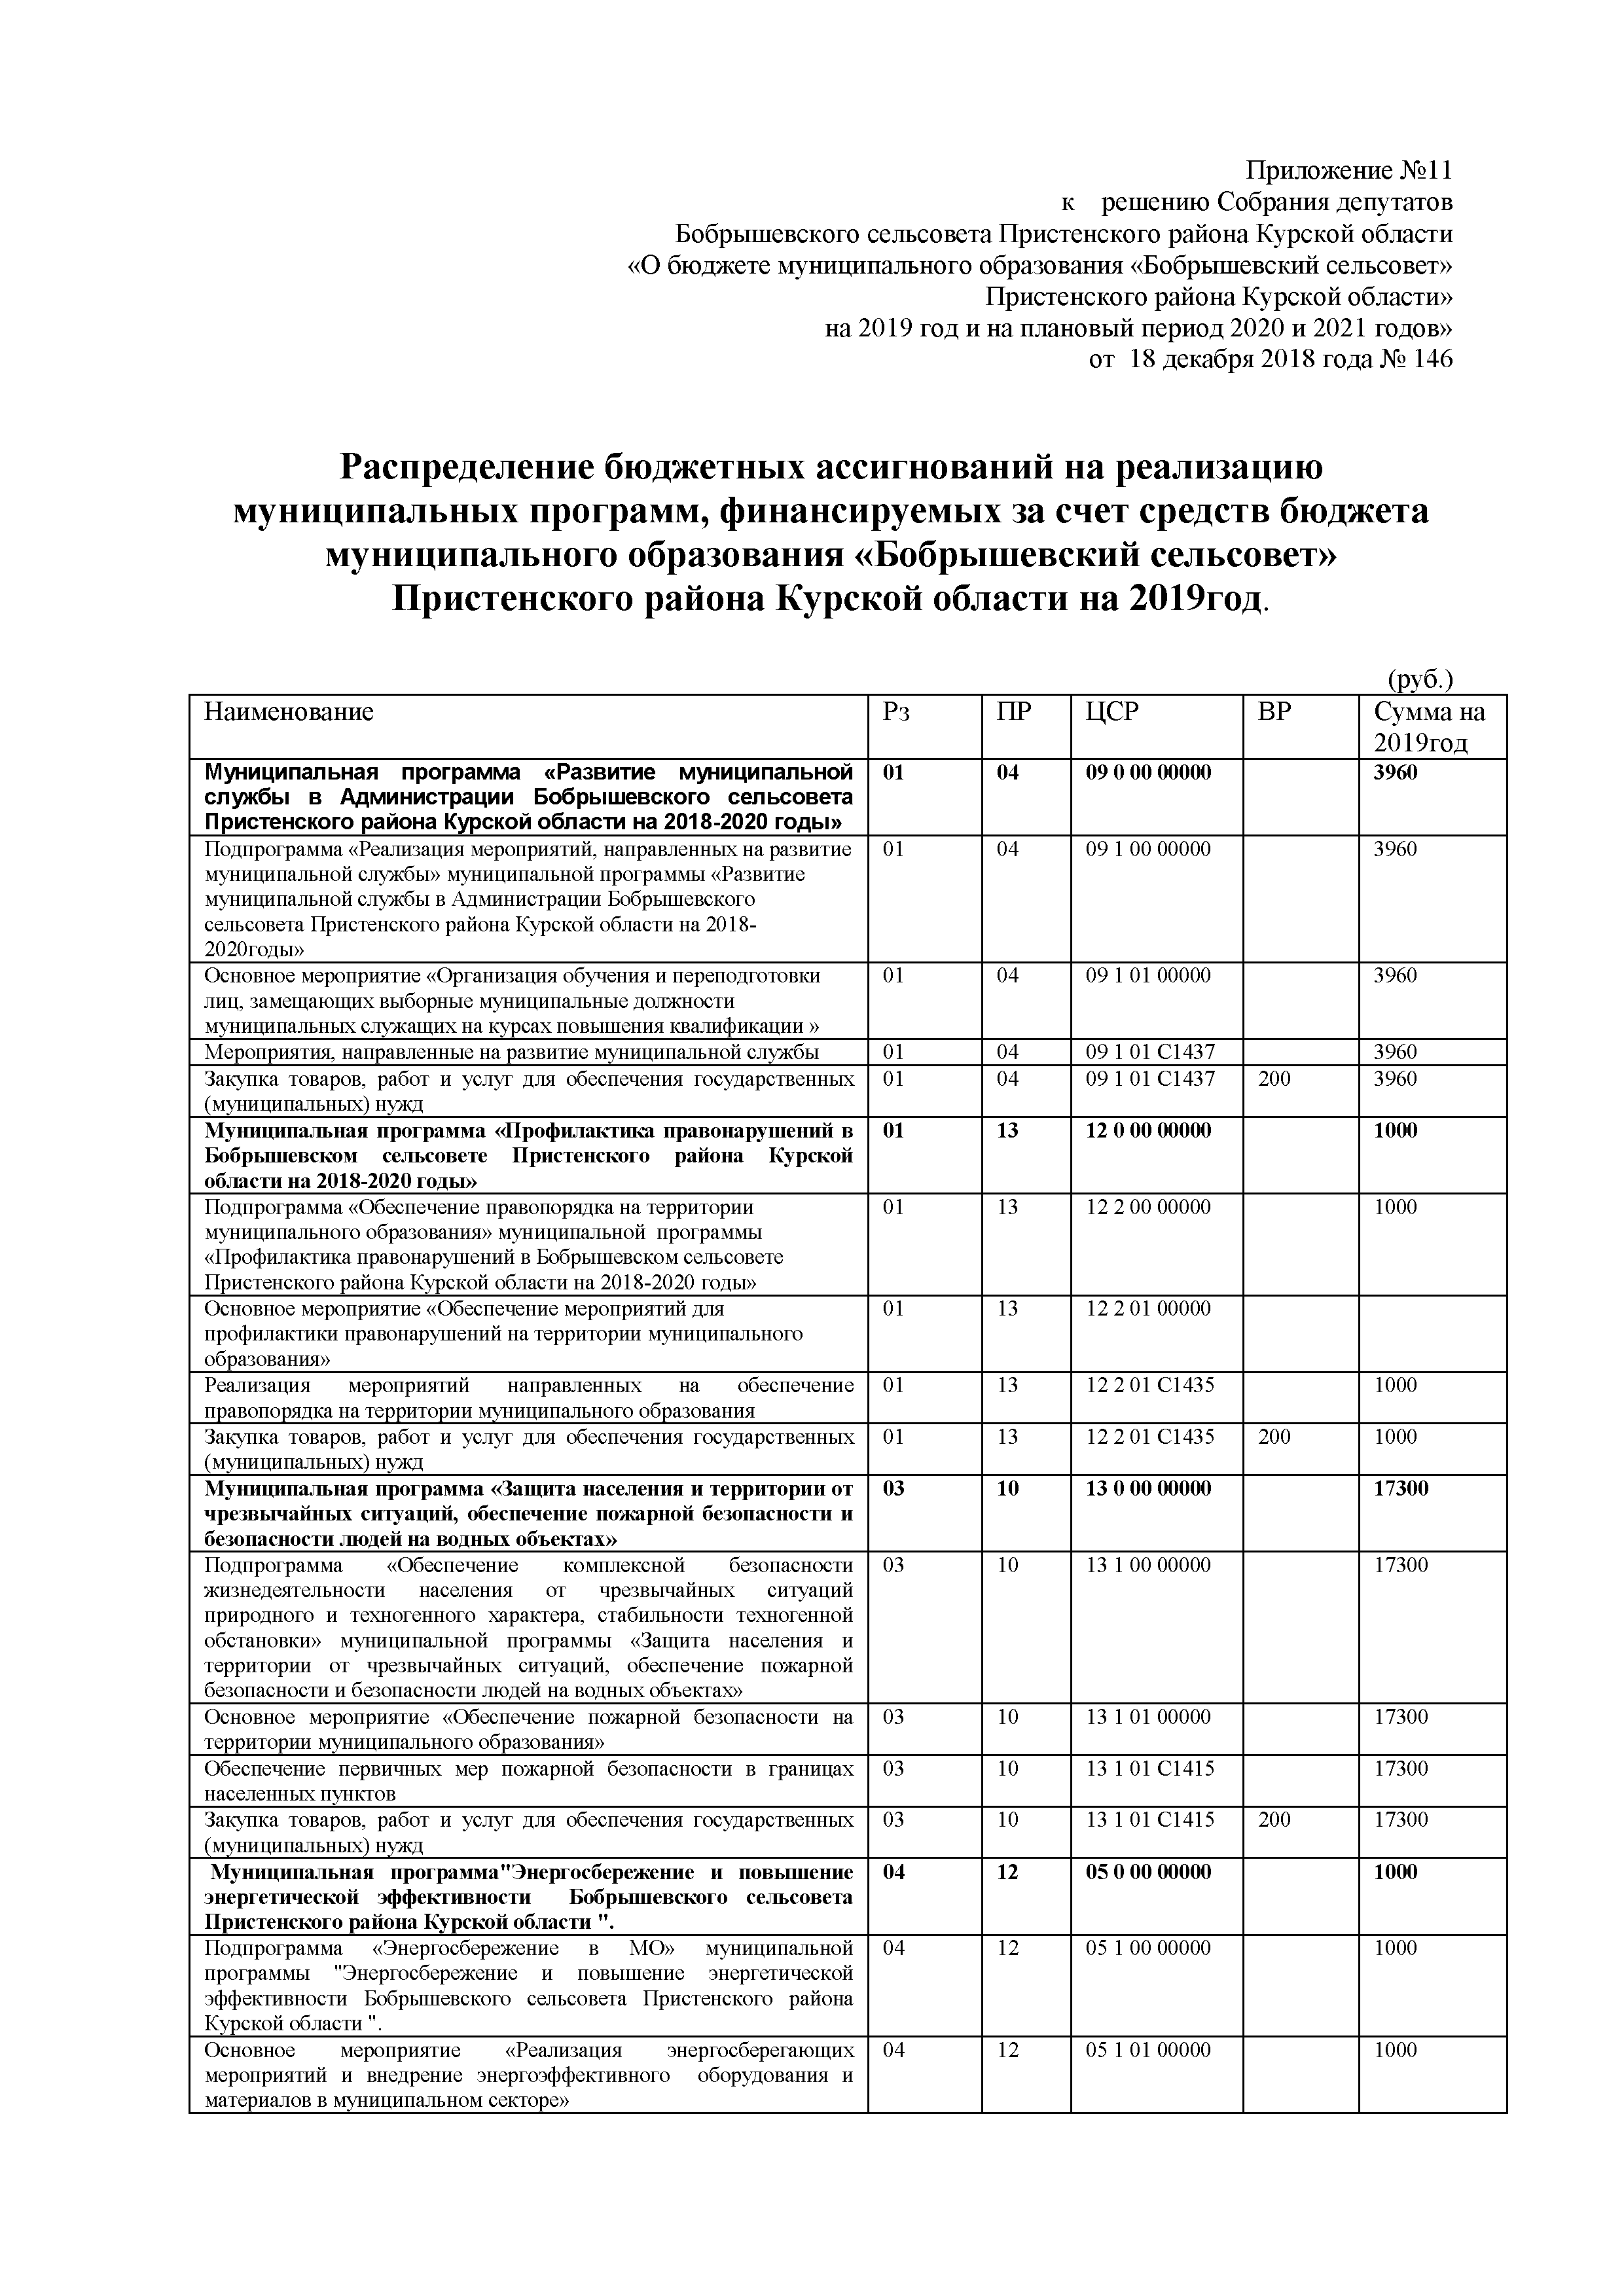 Приложение №11
к решению Собрания депутатов
Бобрышевского сельсовета Пристенского района Курской области
«О бюджете муниципального образования «Бобрышевский сельсовет»
Пристенского района Курской области»
на 2019 год и на плановый период 2020 и 2021 годов»
от 18 декабря 2018 года № 146
Распределение бюджетных ассигнований на реализацию
муниципальных программ, финансируемых за счет средств бюджета
муниципального образования «Бобрышевский сельсовет»
Пристенского района Курской области на 2019год.
(руб.)
Наименование Рз ПР ЦСР ВР Сумма на
2019год
Муниципальная программа «Развитие муниципальной 01 04 09 0 00 00000 3960
службы в Администрации Бобрышевского сельсовета
Пристенского района Курской области на 2018-2020 годы»
Подпрограмма «Реализация мероприятий, направленных на развитие 01 04 09 1 00 00000 3960
муниципальной службы» муниципальной программы «Развитие
муниципальной службы в Администрации Бобрышевского
сельсовета Пристенского района Курской области на 2018-
2020годы»
Основное мероприятие «Организация обучения и переподготовки 01 04 09 1 01 00000 3960
лиц, замещающих выборные муниципальные должности
муниципальных служащих на курсах повышения квалификации »
Мероприятия, направленные на развитие муниципальной службы 01 04 09 1 01 С1437 3960
Закупка товаров, работ и услуг для обеспечения государственных 01 04 09 1 01 С1437 200 3960
(муниципальных) нужд
Муниципальная программа «Профилактика правонарушений в 01 13 12 0 00 00000 1000
Бобрышевском сельсовете Пристенского района Курской
области на 2018-2020 годы»
Подпрограмма «Обеспечение правопорядка на территории 01 13 12 2 00 00000 1000
муниципального образования» муниципальной программы
«Профилактика правонарушений в Бобрышевском сельсовете
Пристенского района Курской области на 2018-2020 годы»
Основное мероприятие «Обеспечение мероприятий для 01 13 12 2 01 00000
профилактики правонарушений на территории муниципального
образования»
Реализация мероприятий направленных на обеспечение 01 13 12 2 01 С1435 1000
правопорядка на территории муниципального образования
Закупка товаров, работ и услуг для обеспечения государственных 01 13 12 2 01 С1435 200 1000
(муниципальных) нужд
Муниципальная программа «Защита населения и территории от 03 10 13 0 00 00000 17300
чрезвычайных ситуаций, обеспечение пожарной безопасности и
безопасности людей на водных объектах»
Подпрограмма «Обеспечение комплексной безопасности 03 10 13 1 00 00000 17300
жизнедеятельности населения от чрезвычайных ситуаций
природного и техногенного характера, стабильности техногенной
обстановки» муниципальной программы «Защита населения и
территории от чрезвычайных ситуаций, обеспечение пожарной
безопасности и безопасности людей на водных объектах»
Основное мероприятие «Обеспечение пожарной безопасности на 03 10 13 1 01 00000 17300
территории муниципального образования»
Обеспечение первичных мер пожарной безопасности в границах 03 10 13 1 01 С1415 17300
населенных пунктов
Закупка товаров, работ и услуг для обеспечения государственных 03 10 13 1 01 С1415 200 17300
(муниципальных) нужд
Муниципальная программа"Энергосбережение и повышение 04 12 05 0 00 00000 1000
энергетической эффективности Бобрышевского сельсовета
Пристенского района Курской области ".
Подпрограмма «Энергосбережение в МО» муниципальной 04 12 05 1 00 00000 1000
программы "Энергосбережение и повышение энергетической
эффективности Бобрышевского сельсовета Пристенского района
Курской области ".
Основное мероприятие «Реализация энергосберегающих 04 12 05 1 01 00000 1000
мероприятий и внедрение энергоэффективного оборудования и
материалов в муниципальном секторе»